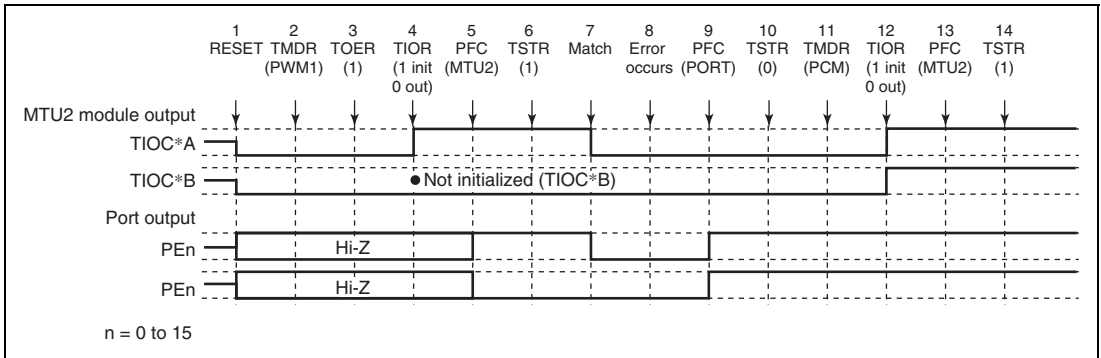 1 2 3 4 5 6 7 8 9 10 11 12 13 14
RESET TMDR TOER TIOR PFC TSTR Match Error PFC TSTR TMDR TIOR PFC TSTR
(PWM1) (1) (1 init (MTU2) (1) occurs (PORT) (0) (PCM) (1 init (MTU2) (1)
0 out) 0 out)
MTU2 module output
TIOC*A
TIOC*B ●Not initialized (TIOC*B)
Port output
PEn Hi-Z
PEn Hi-Z
n = 0 to 15